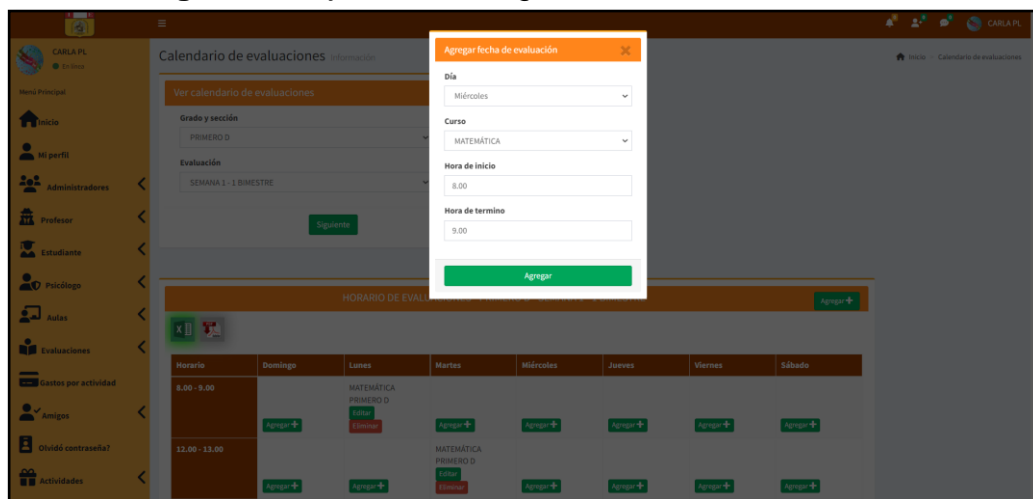 CARLA PL
CARLA PL
En línea
Menú Principal
Inicio
Mi perfil
Administradores
Profesor
Estudiante
Psicólogo
Aulas
Evaluaciones
Gastos por actividad
Amigos
Olvidó contraseña?
Actividades
Calendario de evaluaciones Información
Inicio - Calendario de evaluaciones
Ver calendario de evaluaciones
Grado y sección
PRIMERO D
Evaluación
SEMANA 1 - 1 BIMESTRE
Siguiente
Agregar fecha de evaluación
Día
Miércoles
Curso
MATEMÁTICA
Hora de inicio
8.00
Hora de termino
9.00
Agregar
HORARIO DE
Agregar
Horario Domingo Lunes Martes Miércoles Jueves Viernes Sábado
8.00 - 9.00
MATEMÁTICA
PRIMERO D
Editar
Eliminar
Agregar Agregar Agregar Agregar Agregar Agregar
12.00 - 13.00
MATEMÁTICA
PRIMERO D
Editar
Eliminar
Agregar Agregar Agregar Agregar Agregar Agregar